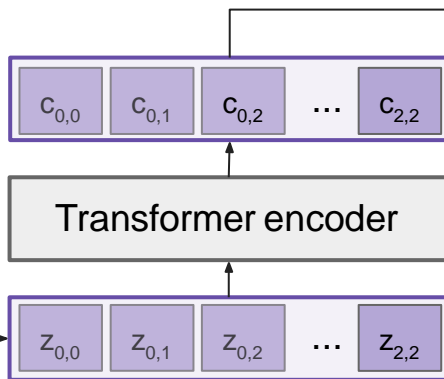 c0,0 c0,1 c0,2 ... c2,2
Transformer encoder
z0,0 z0,1 z0,2 ... z2,2